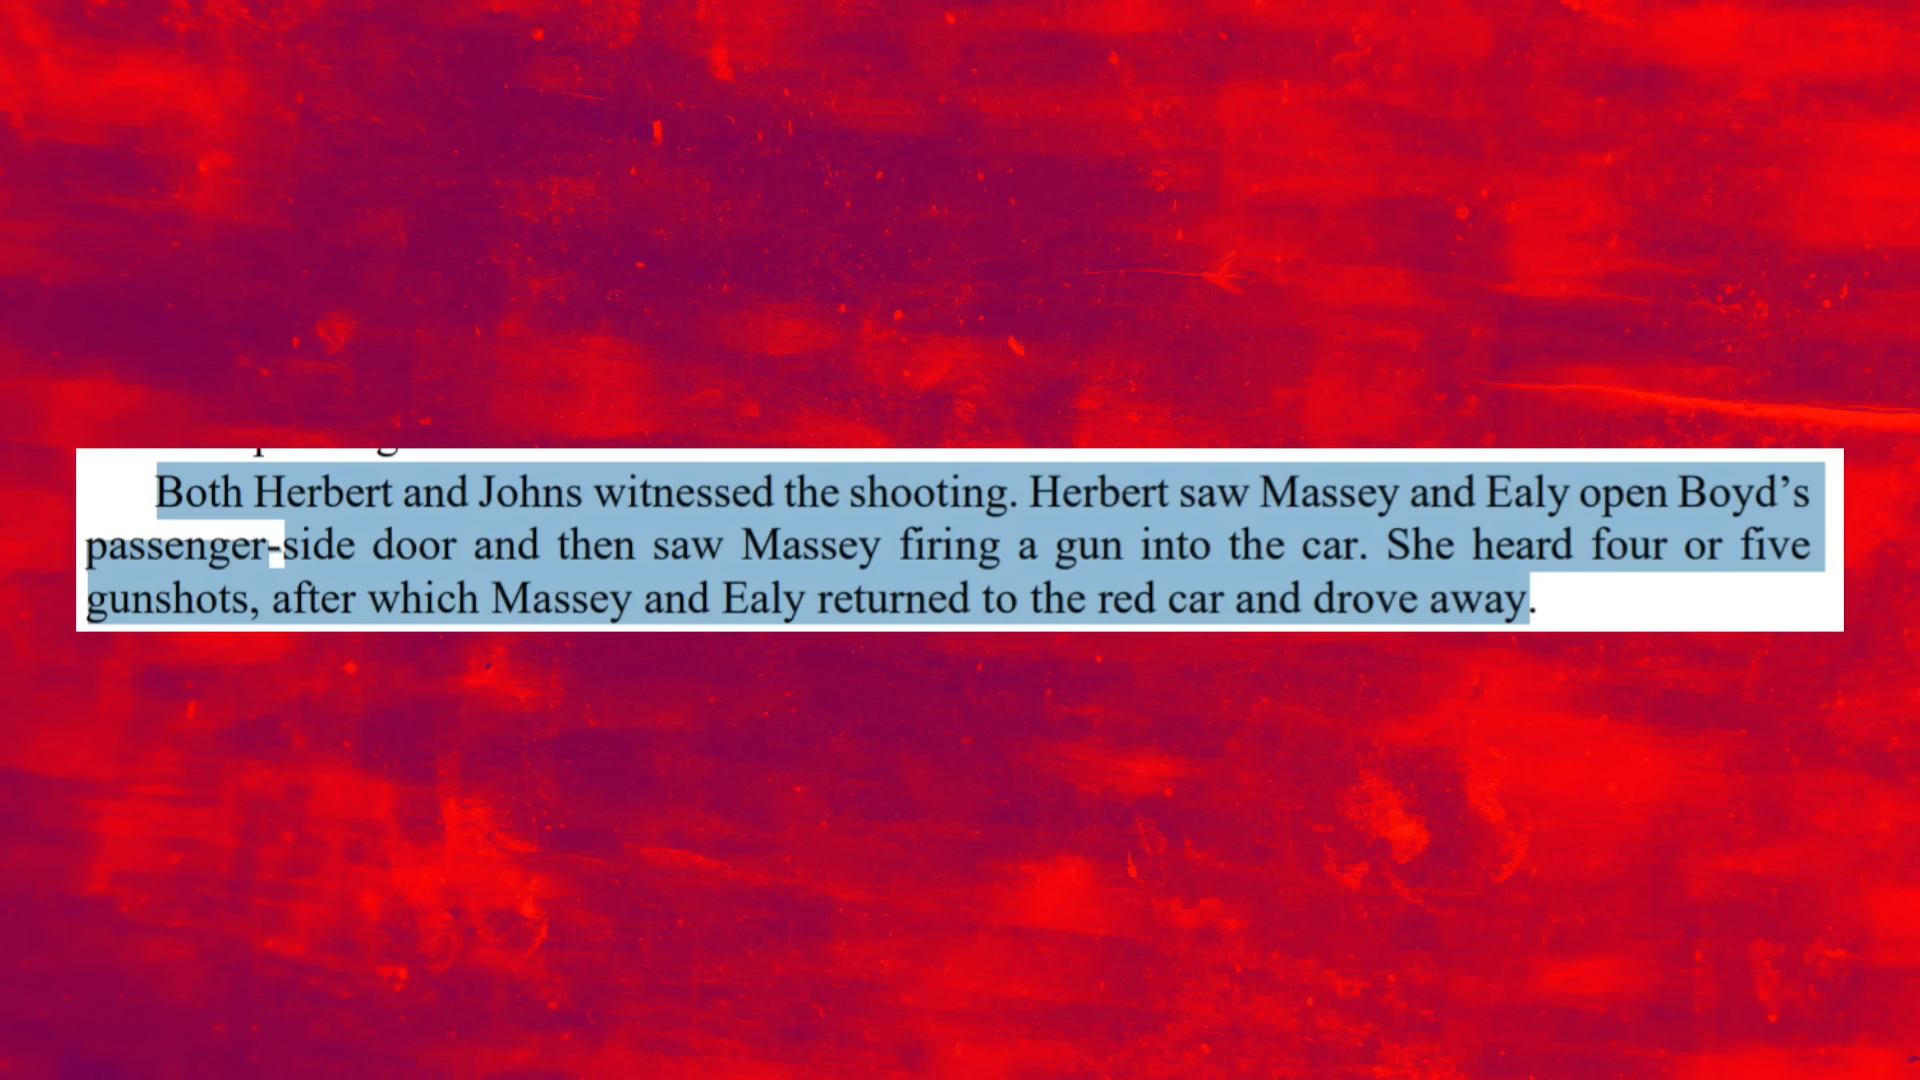 Both Herbert and Johns witnessed the shooting. Herbert saw Massey and Ealy open Boyd’s
passenger-side door and then saw Massey firing a gun into the car. She heard four or five
gunshots, after which Massey and Ealy returned to the red car and drove away.